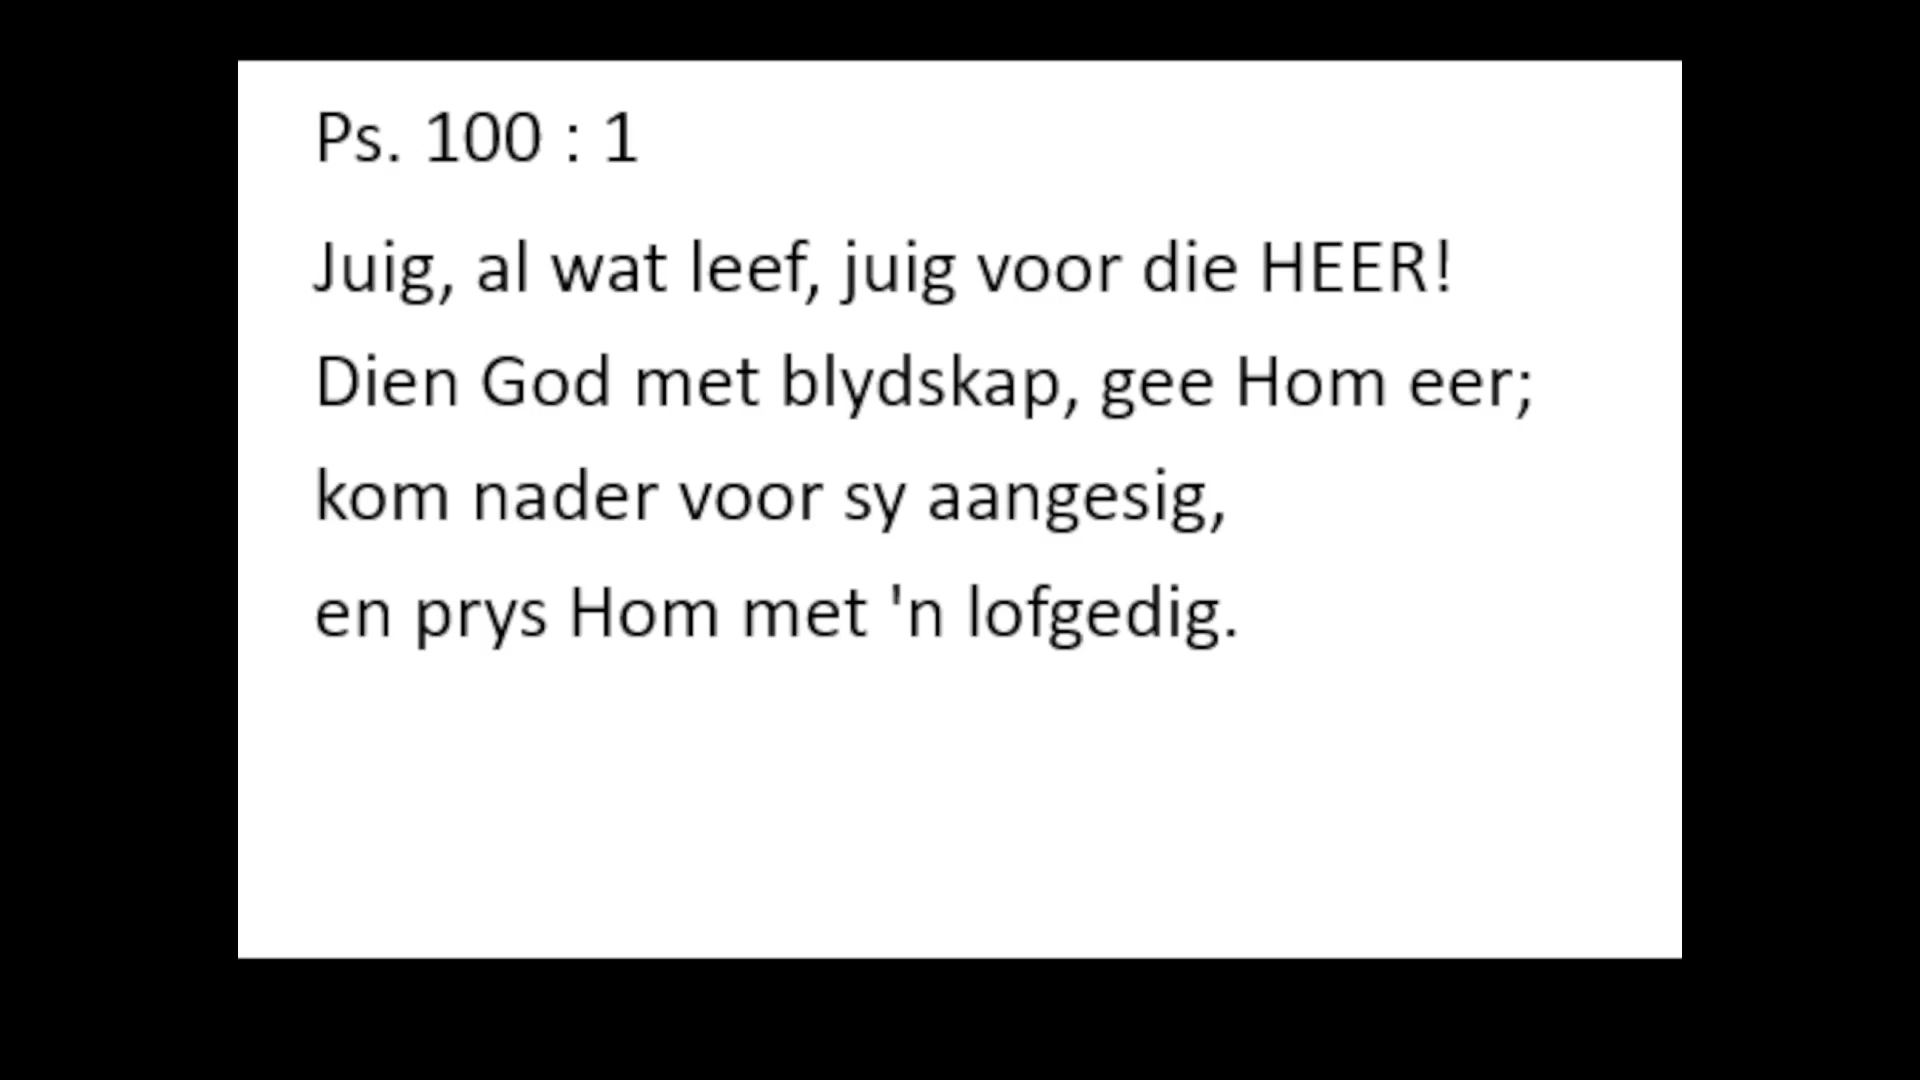 Ps. 100 : 1
Juig, al wat leef, juig voor die HEER!
Dien God met blydskap, gee Hom eer;
kom nader voor sy aangesig,
en prys Hom met 'n lofgedig.